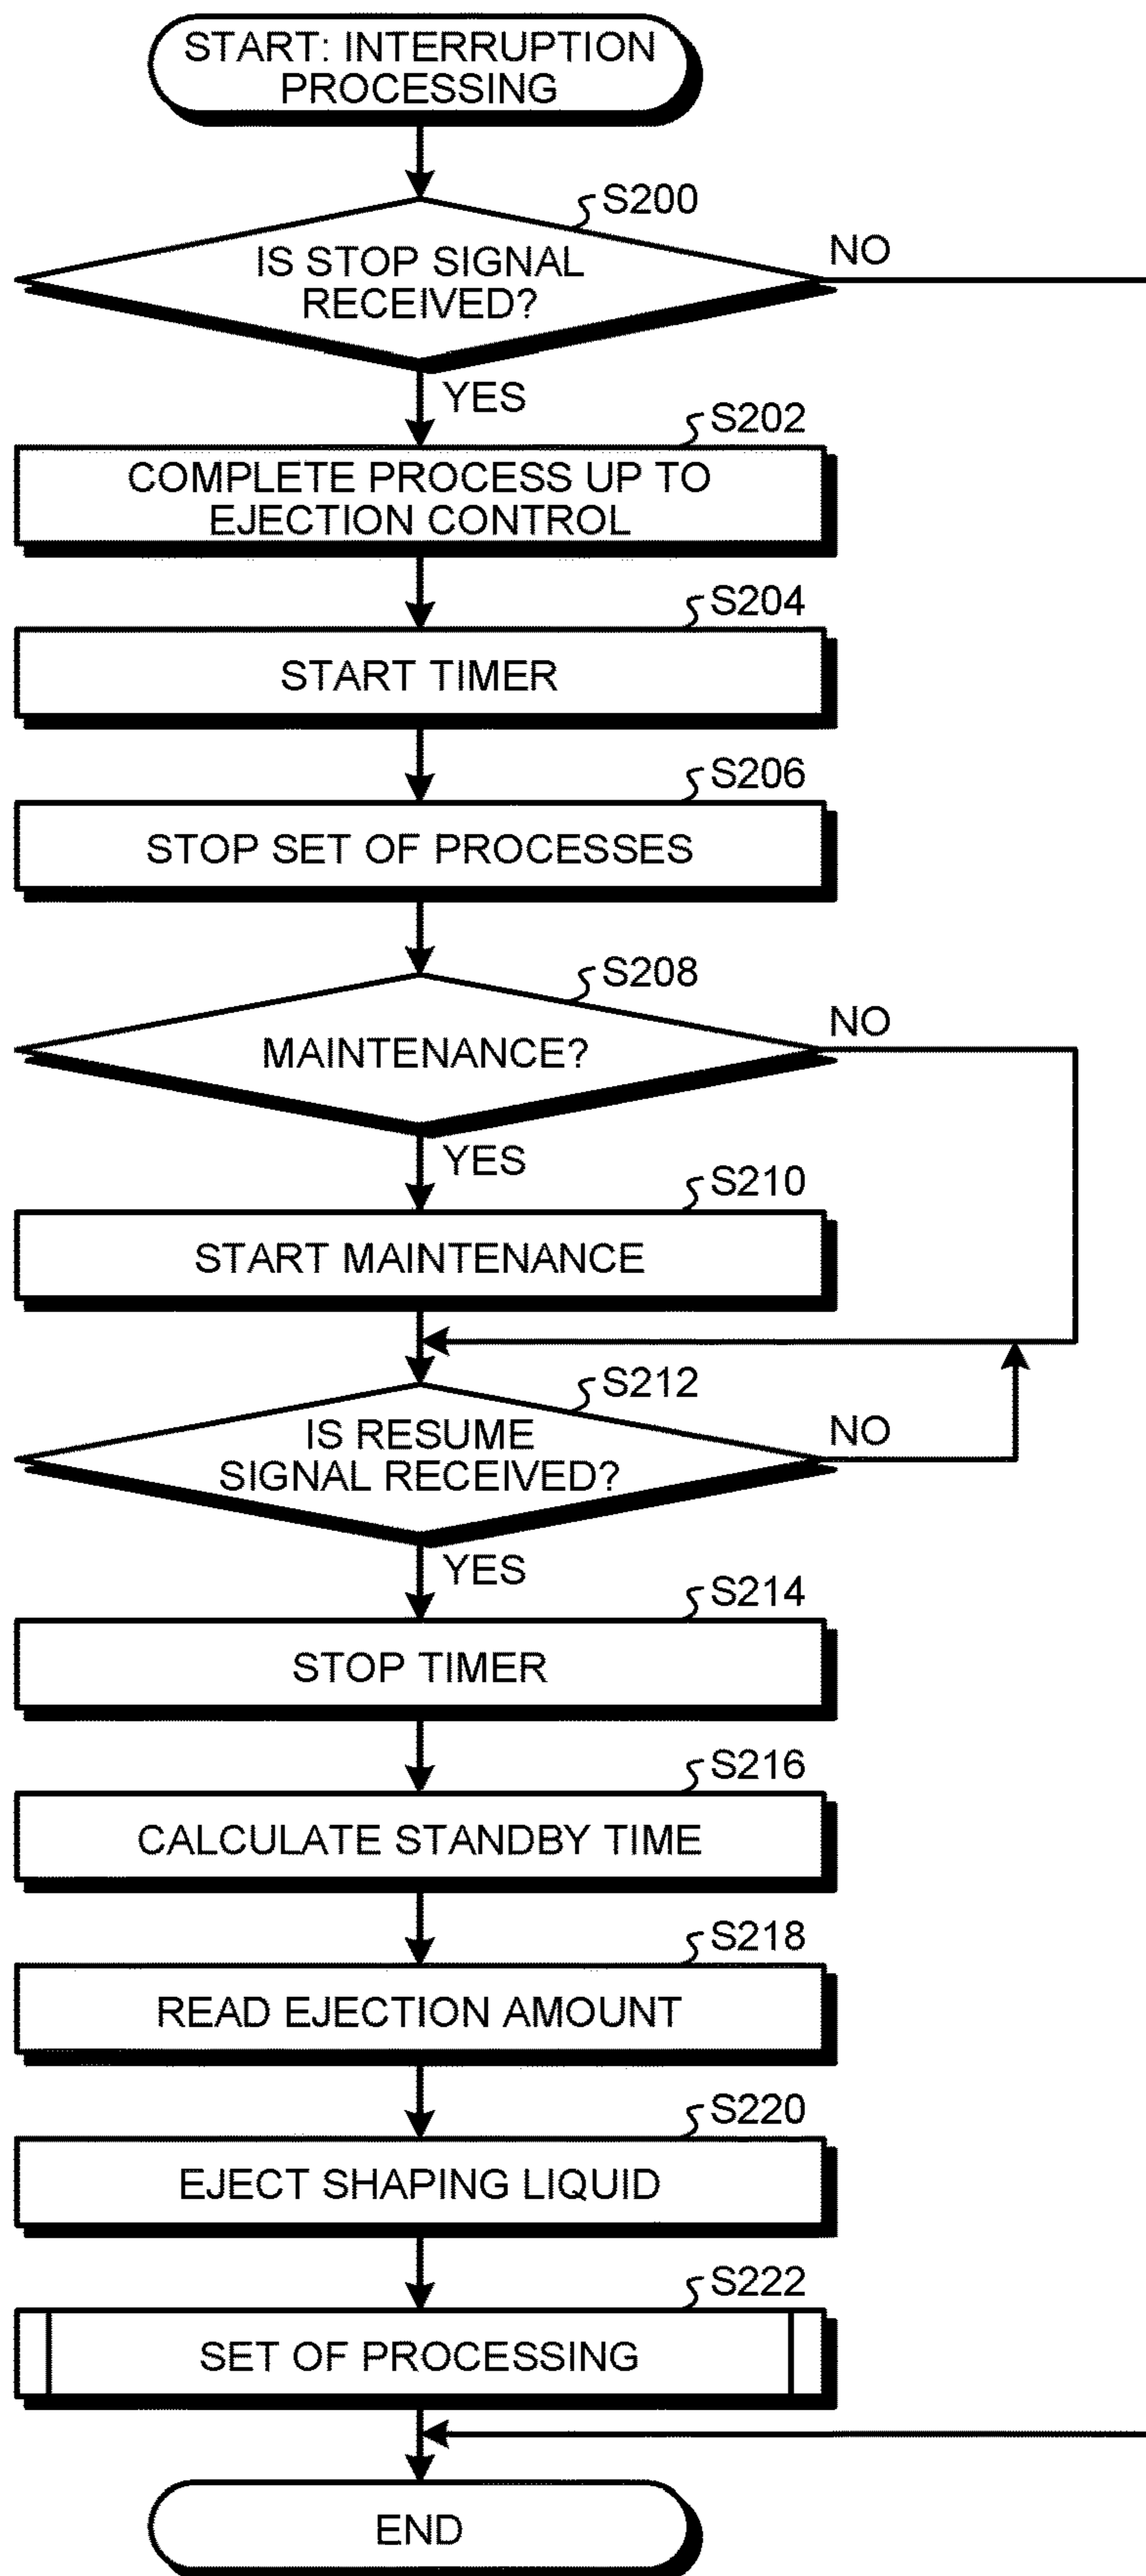 START: INTERRUPTION
PROCESSING
S200
IS STOP SIGNAL
RECEIVED?
NO
YES
S202
COMPLETE PROCESS UP TO
EJECTION CONTROL
S204
START TIMER
S206
STOP SET OF PROCESSES
S208
MAINTENANCE?
NO
YES
S210
START MAINTENANCE
S212
IS RESUME
SIGNAL RECEIVED?
NO
YES
S214
STOP TIMER
S216
CALCULATE STANDBY TIME
S218
READ EJECTION AMOUNT
S220
EJECT SHAPING LIQUID
S222
SET OF PROCESSING
END